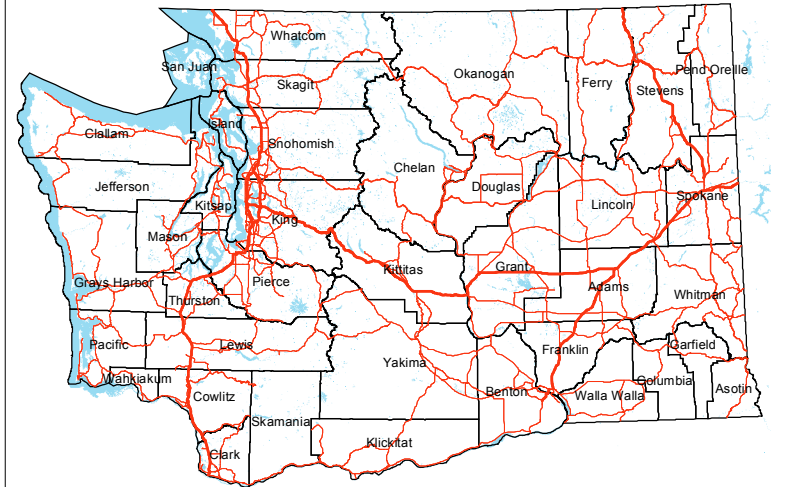 Whatcom
San Juan
Skagit
Okanogan
Ferry
Pend Oreille
Stevens
Island
Clallam
Snohomish
Chelan
Jefferson
Douglas
Lincoln
Spokane
Kitsap
King
Mason
Grant
Kittitas
Grays Harbor
Pierce
Adams
Thurston
Whitman
Pacific
Lewis
Franklin
Garfield
Yakima
Wahkiakum
Columbia
Benton
Asotin
Cowlitz
Walla Walla
Skamania
Klickitat
Clark